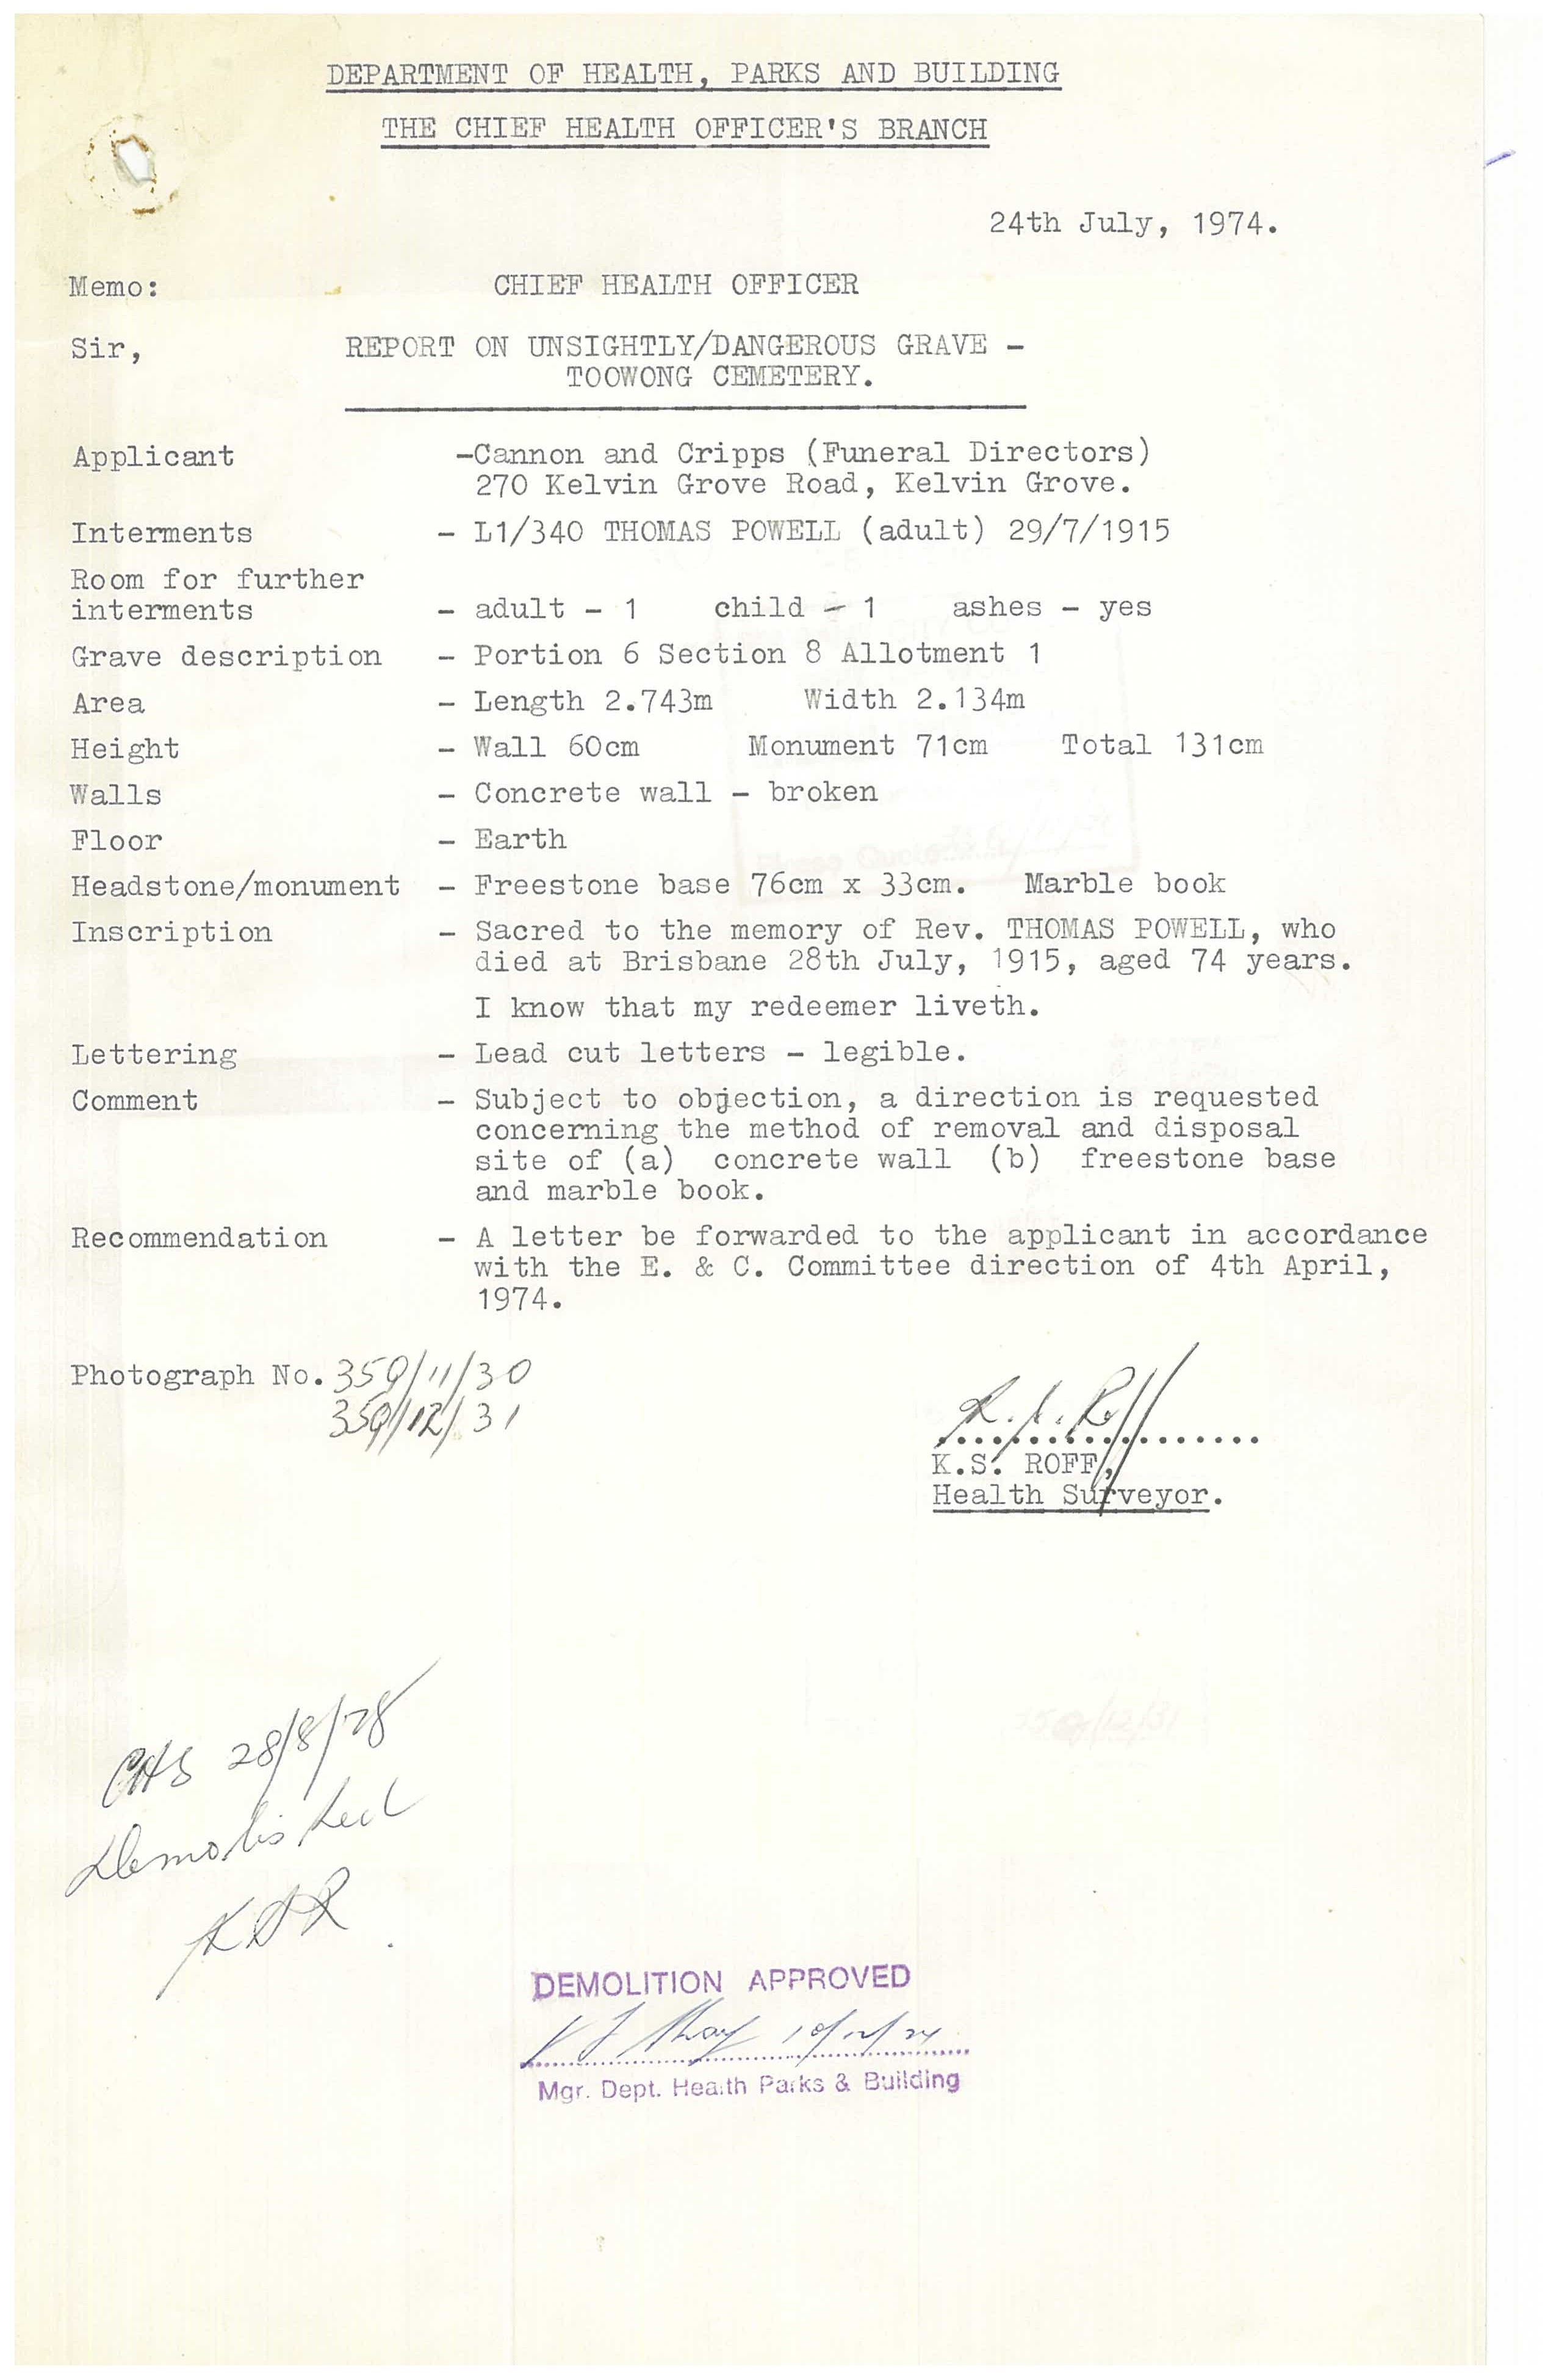 DEPARTMENT OF HEALTH, PARKS AND BUILDING
THE CHIEF HEALTH OFFICER'S BRANCH
24th July, 1974.
Memo: CHIEF HEALTH OFFICER
Sir, REPORT ON UNSIGHTLY/DANGEROUS GRAVE -
TOOWONG CEMETERY.
Applicant -Cannon and Cripps (Funeral Directors)
270 Kelvin Grove Road, Kelvin Grove.
Interments - L1/340 THOMAS POWELL (adult) 29/7/1915
Room for further
interments - adult - 1 child - 1 ashes - yes
Grave description - Portion 6 Section 8 Allotment 1
Area - Length 2.743m Width 2.134m
Height - Wall 60cm Monument 71cm Total 131cm
Walls - Concrete wall - broken
Floor - Earth
Headstone/monument - Freestone base 76cm x 33cm. Marble book
Inscription - Sacred to the memory of Rev. THOMAS POWELL, who
died at Brisbane 28th July, 1915, aged 74 years.
I know that my redeemer liveth.
Lettering - Lead cut letters - legible.
Comment - Subject to objection, a direction is requested
concerning the method of removal and disposal
site of (a) concrete wall (b) freestone base
and marble book.
Recommendation - A letter be forwarded to the applicant in accordance
with the E. & C. Committee direction of 4th April,
1974.
Photograph No. 359/11/30
359/12/31
K.S. Roff
K.S. ROFF,
Health Surveyor.
28/8/78
Demolished
KSR
DEMOLITION APPROVED
Mgr. Dept. Health Parks & Building